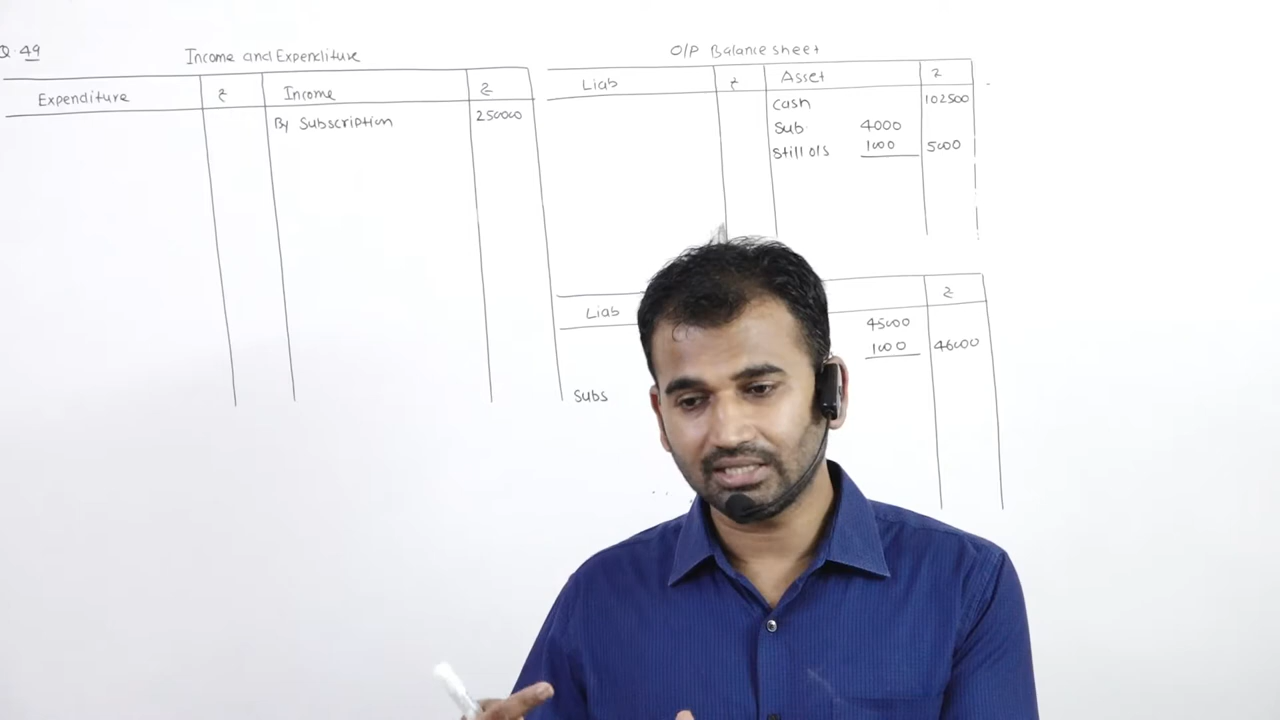 Q.49
Income and Expenditure
Expenditure ₹ Income ₹
By Subscription 250000
O/P Balance sheet
Liab ₹ Asset ₹
cash 102500
Sub 4000
still o/s 1000 5000
Liab ₹
45000
1000 46000
Subs